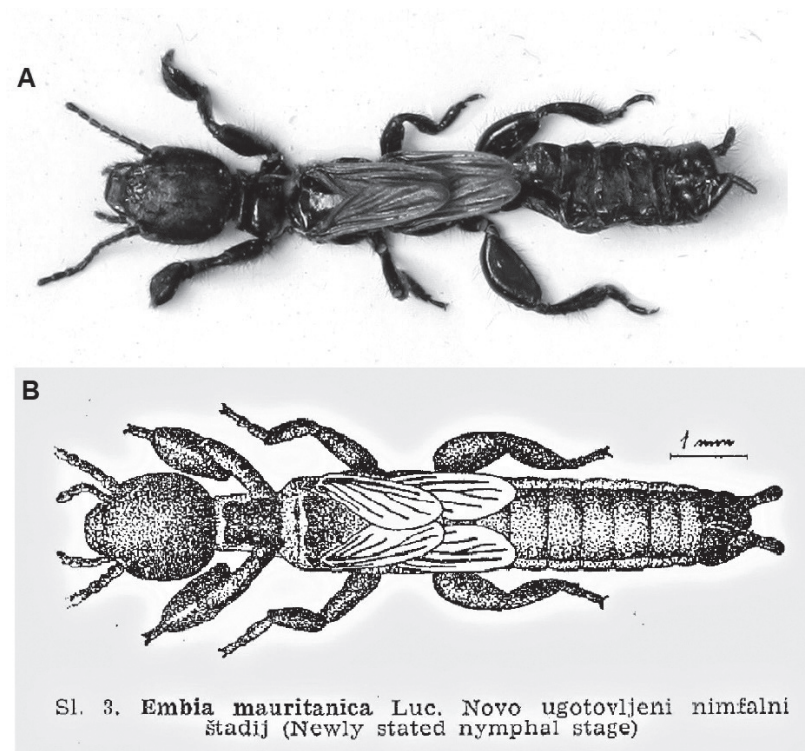 A
B
1 mm
Sl. 3. Embia mauritanica Luc. Novo ugotovljeni nimfalni
štadij (Newly stated nymphal stage)